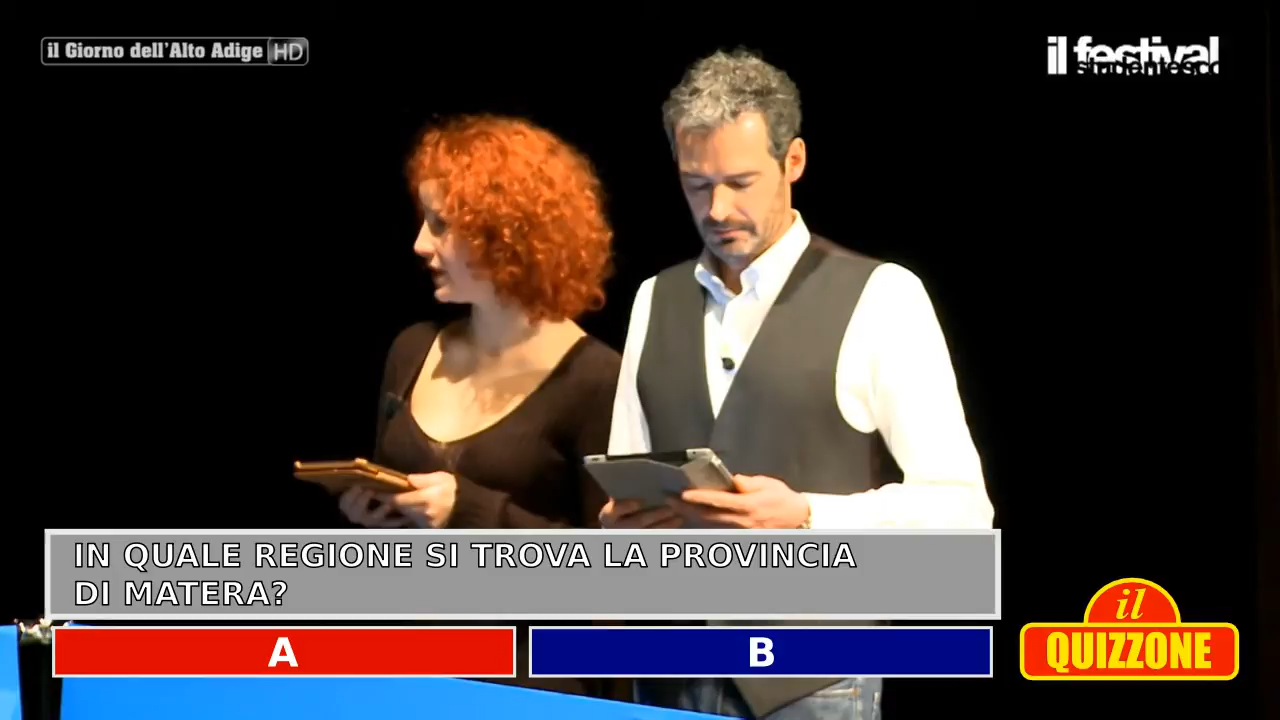 il Giorno dell'Alto Adige HD
il festival
studentesco
IN QUALE REGIONE SI TROVA LA PROVINCIA
DI MATERA?
A B
il
QUIZZONE